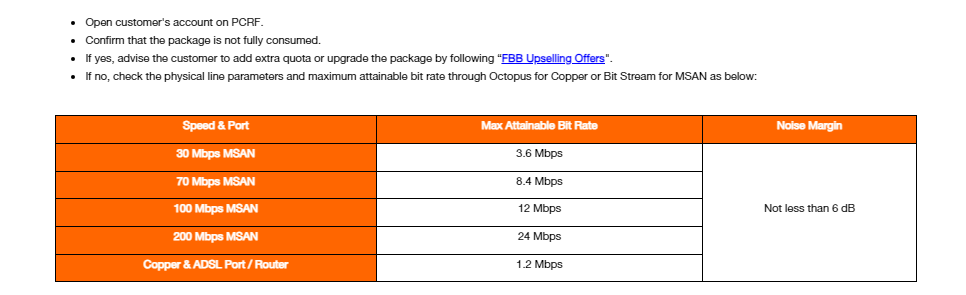 • Open customer's account on PCRF.
• Confirm that the package is not fully consumed.
• If yes, advise the customer to add extra quota or upgrade the package by following "FBB Upselling Offers".
• If no, check the physical line parameters and maximum attainable bit rate through Octopus for Copper or Bit Stream for MSAN as below:
Speed & Port Max Attainable Bit Rate Noise Margin
30 Mbps MSAN 3.6 Mbps
70 Mbps MSAN 8.4 Mbps
100 Mbps MSAN 12 Mbps Not less than 6 dB
200 Mbps MSAN 24 Mbps
Copper & ADSL Port / Router 1.2 Mbps